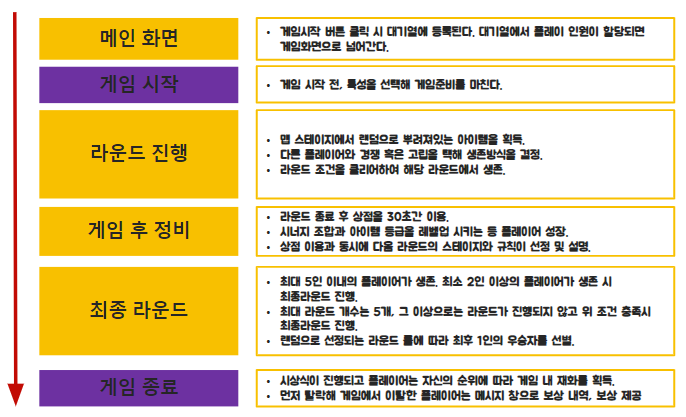 메인 화면
• 게임시작 버튼 클릭 시 대기열에 등록된다. 대기열에서 플레이 인원이 할당되면
게임화면으로 넘어간다.
게임 시작
• 게임 시작 전, 특성을 선택해 게임준비를 마친다.
라운드 진행
• 맵 스테이지에서 랜덤으로 뿌려져있는 아이템을 획득.
• 다른 플레이어와 경쟁 혹은 고립을 택해 생존방식을 결정.
• 라운드 조건을 클리어하여 해당 라운드에서 생존.
게임 후 정비
• 라운드 종료 후 상점을 30초간 이용.
• 시너지 조합과 아이템 등급을 레벨업 시키는 등 플레이어 성장.
• 상점 이용과 동시에 다음 라운드의 스테이지와 규칙이 선정 및 설명.
최종 라운드
• 최대 5인 이내의 플레이어가 생존. 최소 2인 이상의 플레이어가 생존 시
최종라운드 진행.
• 최대 라운드 개수는 5개, 그 이상으로는 라운드가 진행되지 않고 위 조건 충족시
최종라운드 진행.
• 랜덤으로 선정되는 라운드 룰에 따라 최후 1인의 우승자를 선별.
게임 종료
• 시상식이 진행되고 플레이어는 자신의 순위에 따라 게임 내 재화를 획득.
• 먼저 탈락해 게임에서 이탈한 플레이어는 메시지 창으로 보상 내역, 보상 제공